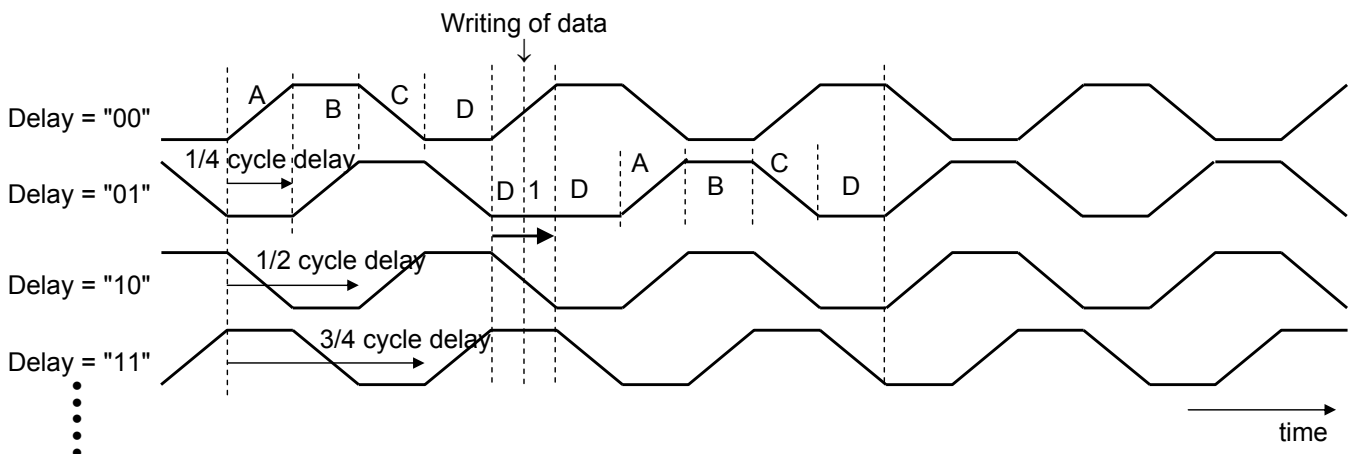 Writing of data
↓
A B C D
Delay = "00"
1/4 cycle delay
Delay = "01"
D 1 D A B C D
1/2 cycle delay
Delay = "10"
3/4 cycle delay
Delay = "11"
time